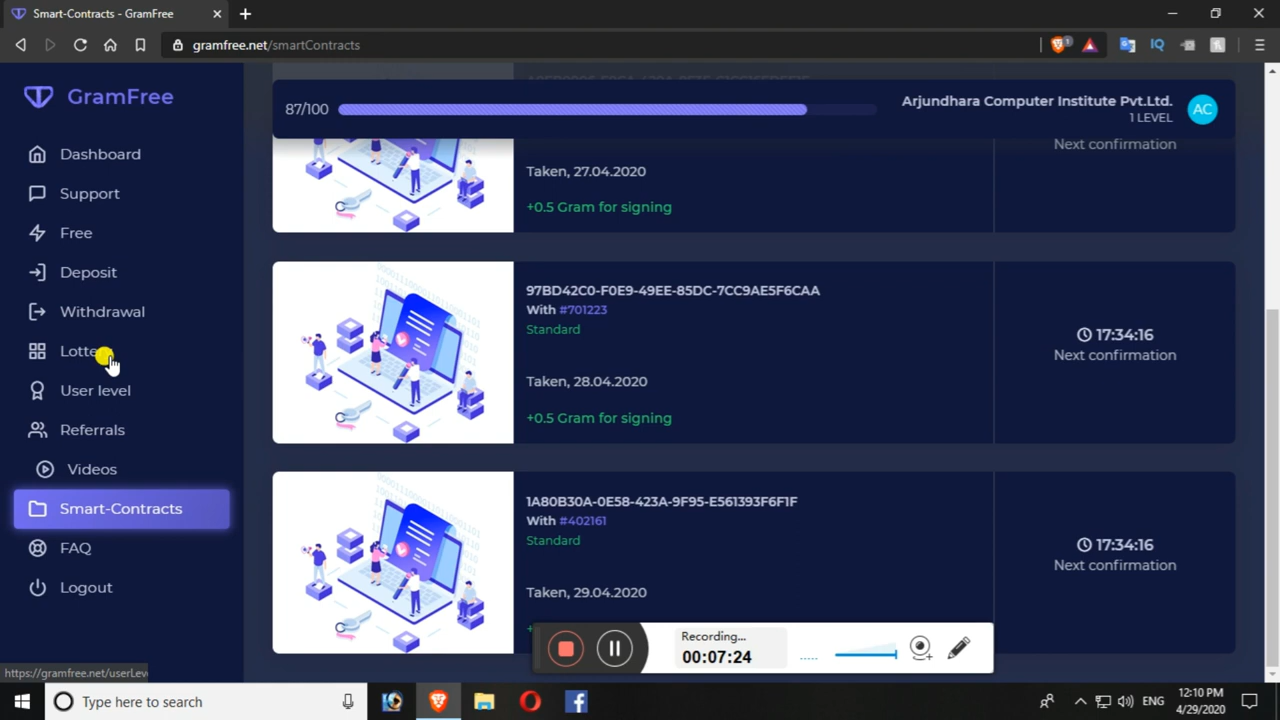 Smart-Contracts - GramFree
gramfree.net/smartContracts
GramFree
Dashboard
Support
Free
Deposit
Withdrawal
User level
Referrals
Videos
Smart-Contracts
FAQ
Logout
https://gramfree.net/userLev
87/100
Arjundhara Computer Institute Pvt.Ltd.
1 LEVEL
AC
Taken, 27.04.2020
+0.5 Gram for signing
Next confirmation
97BD42C0-F0E9-49EE-85DC-7CC9AE5F6CAA
With #701223
Standard
Taken, 28.04.2020
+0.5 Gram for signing
17:34:16
Next confirmation
1A80B30A-0E58-423A-9F95-E561393F6F1F
With #402161
Standard
Taken, 29.04.2020
17:34:16
Next confirmation
Recording...
00:07:24
Type here to search
ENG
12:10 PM
4/29/2020